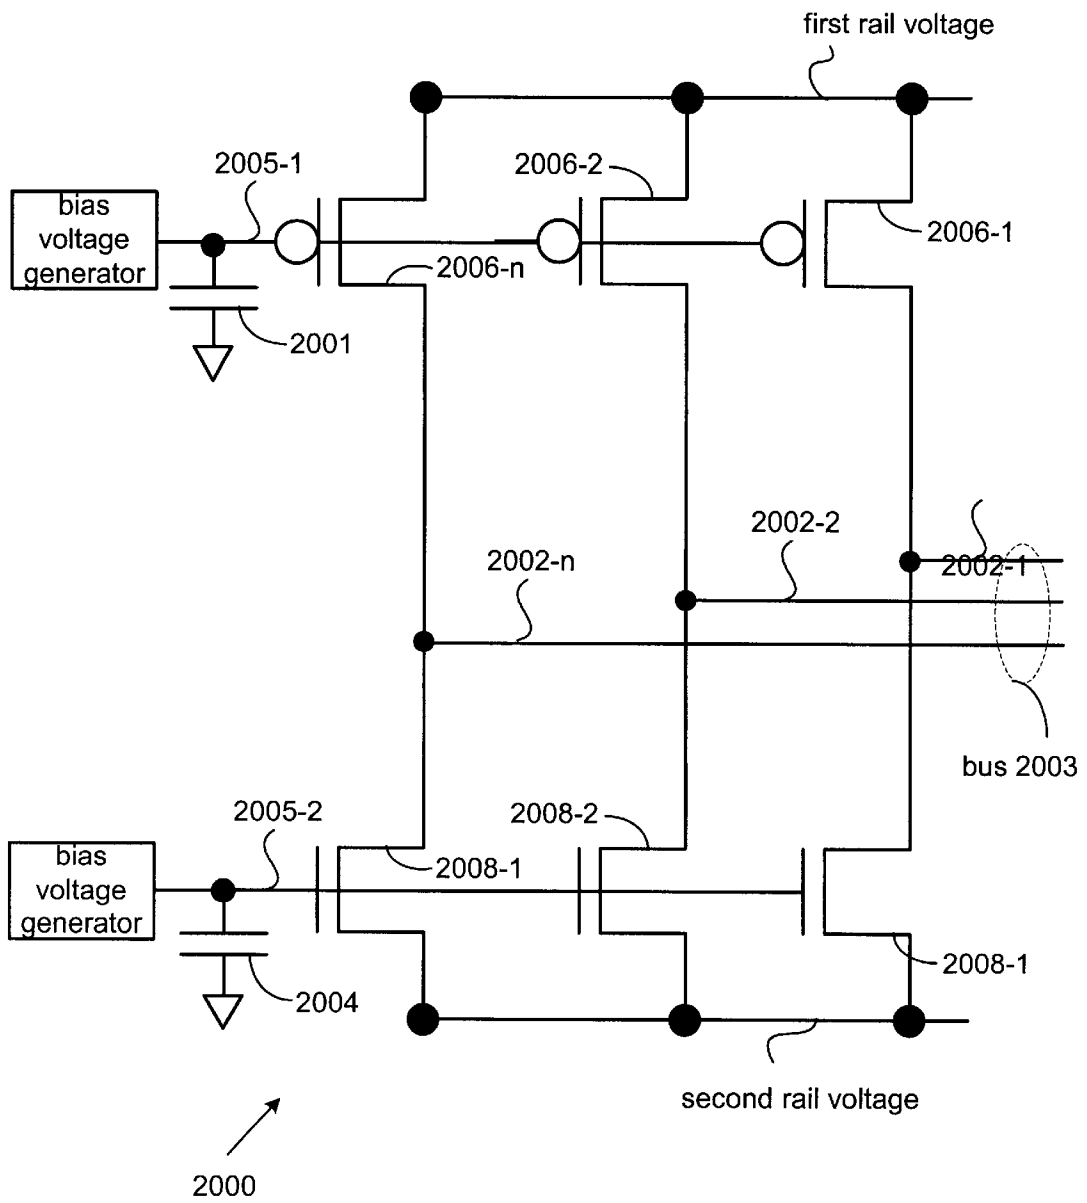 first rail voltage
2005-1
2006-2
bias
voltage
generator
2006-1
2006-n
2001
2002-2
2002-n
2002-1
bus 2003
2005-2
2008-2
bias
voltage
generator
2008-1
2008-1
2004
second rail voltage
2000